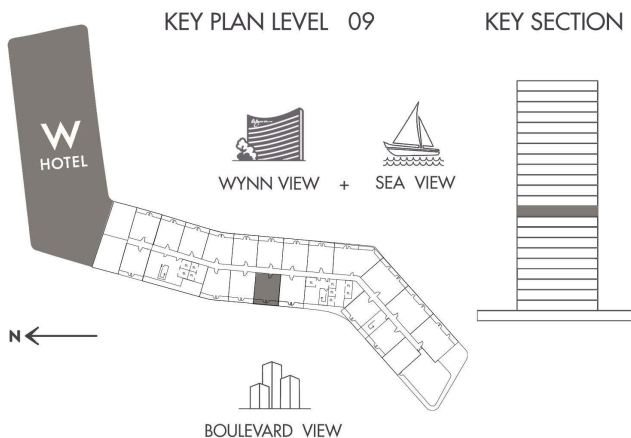 KEY PLAN LEVEL 09
KEY SECTION
W
HOTEL
WYNN VIEW + SEA VIEW
N
BOULEVARD VIEW